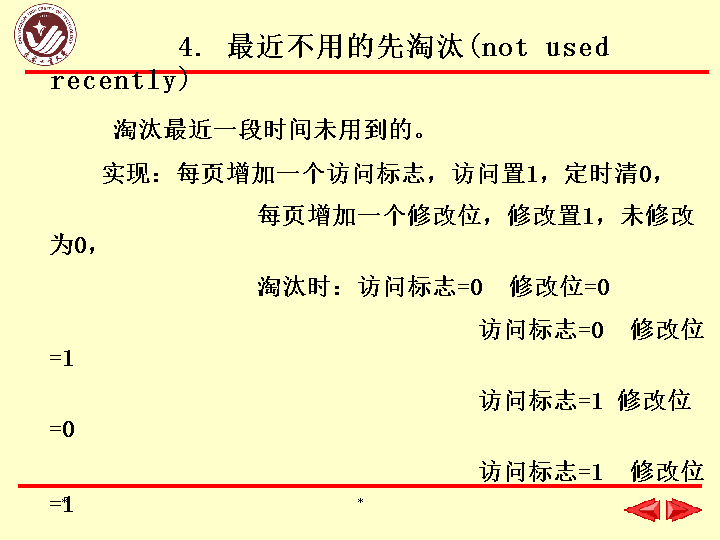 4. 最近不用的先淘汰(not used
recently)
淘汰最近一段时间未用到的。
实现：每页增加一个访问标志，访问置1，定时清0，
每页增加一个修改位，修改置1，未修改
为0，
淘汰时：访问标志=0 修改位=0
访问标志=0 修改位
=1
访问标志=1 修改位
=0
访问标志=1 修改位
=1
* *